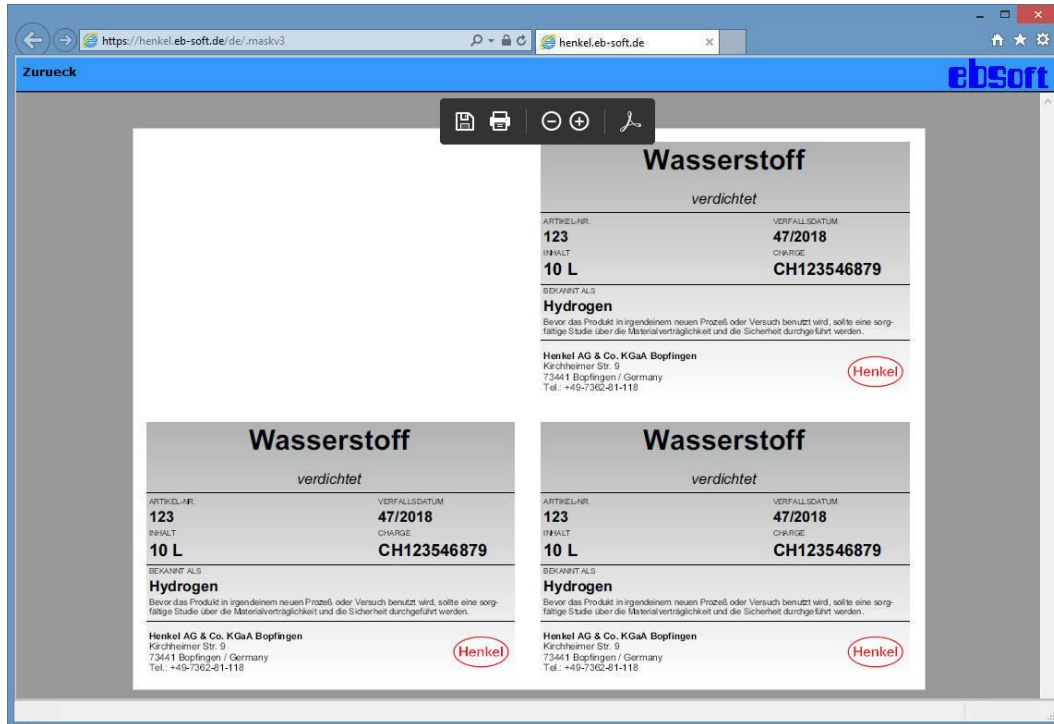 https://henkel.eb-soft.de/de/.maskv3
henkel.eb-soft.de
Zurueck
ebsoft
Wasserstoff
verdichtet
ARTIKEL-NR.
VERFALLSDATUM
123
47/2018
INHALT
CHARGE
10 L
CH123546879
BEKANNT ALS
Hydrogen
Bevor das Produkt in irgendeinem neuen Prozeß oder Versuch benutzt wird, sollte eine sorg-
fältige Studie über die Materialverträglichkeit und die Sicherheit durchgeführt werden.
Henkel AG & Co. KGaA Bopfingen
Kirchheimer Str. 9
73441 Bopfingen / Germany
Tel.: +49-7362-81-118
Henkel
Wasserstoff
verdichtet
ARTIKEL-NR.
VERFALLSDATUM
123
47/2018
INHALT
CHARGE
10 L
CH123546879
BEKANNT ALS
Hydrogen
Bevor das Produkt in irgendeinem neuen Prozeß oder Versuch benutzt wird, sollte eine sorg-
fältige Studie über die Materialverträglichkeit und die Sicherheit durchgeführt werden.
Henkel AG & Co. KGaA Bopfingen
Kirchheimer Str. 9
73441 Bopfingen / Germany
Tel.: +49-7362-81-118
Henkel
Wasserstoff
verdichtet
ARTIKEL-NR.
VERFALLSDATUM
123
47/2018
INHALT
CHARGE
10 L
CH123546879
BEKANNT ALS
Hydrogen
Bevor das Produkt in irgendeinem neuen Prozeß oder Versuch benutzt wird, sollte eine sorg-
fältige Studie über die Materialverträglichkeit und die Sicherheit durchgeführt werden.
Henkel AG & Co. KGaA Bopfingen
Kirchheimer Str. 9
73441 Bopfingen / Germany
Tel.: +49-7362-81-118
Henkel